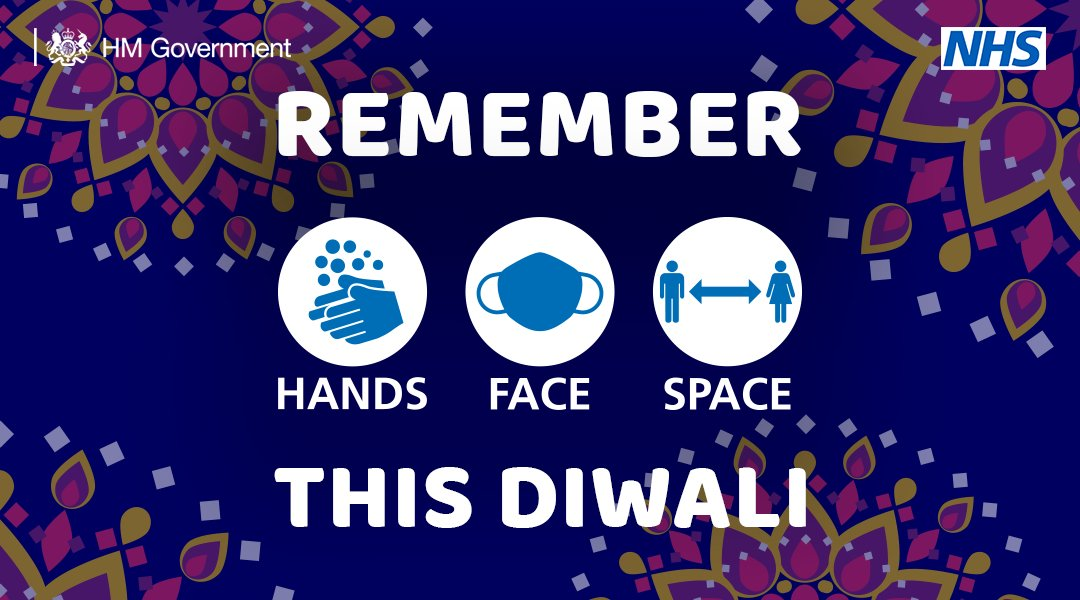 HM Government
NHS
REMEMBER
HANDS FACE SPACE
THIS DIWALI